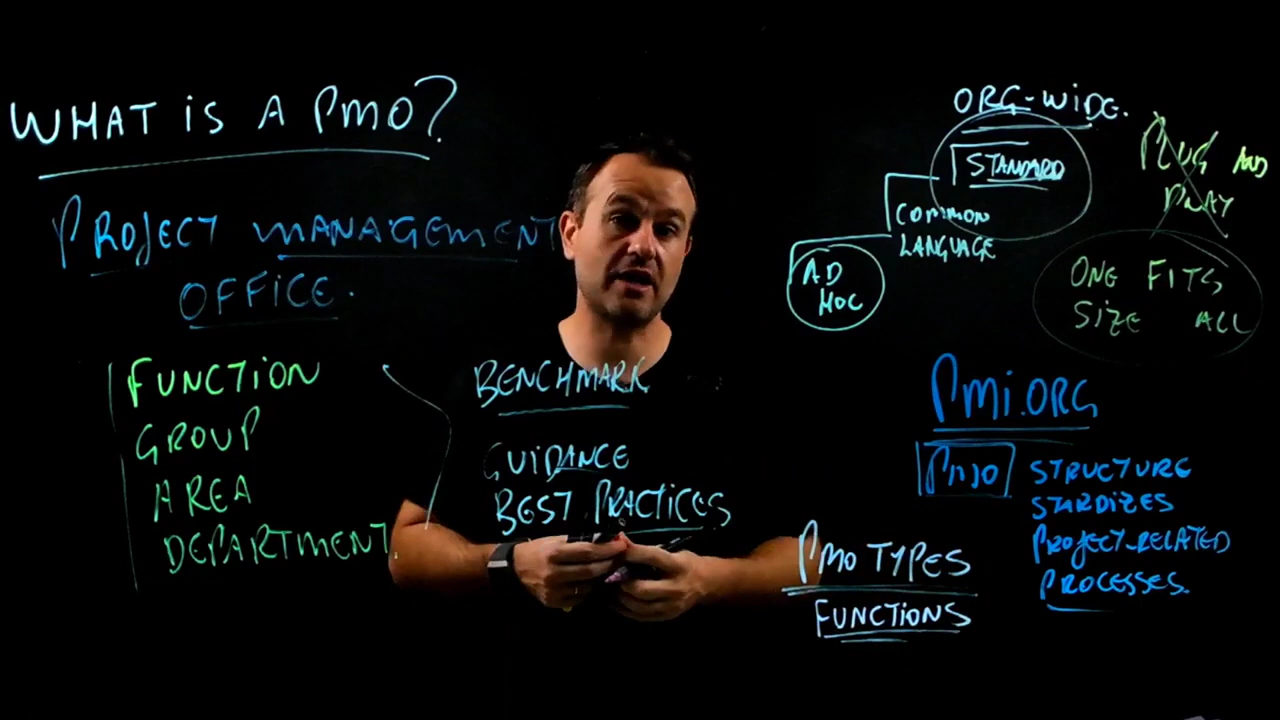 WHAT IS A PMO?
PROJECT MANAGEMENT
OFFICE.
FUNCTION
GROUP
AREA
DEPARTMENT
BENCHMARK
GUIDANCE
BEST PRACTICES
ORG-WIDE.
STANDARD
COMMON
LANGUAGE
AD
HOC
PLUG AND
PLAY
ONE FITS
SIZE ALL
PMI.ORG
PMO STRUCTURE
STARDIZES
PROJECT-RELATED
PROCESSES.
PMO TYPES
FUNCTIONS